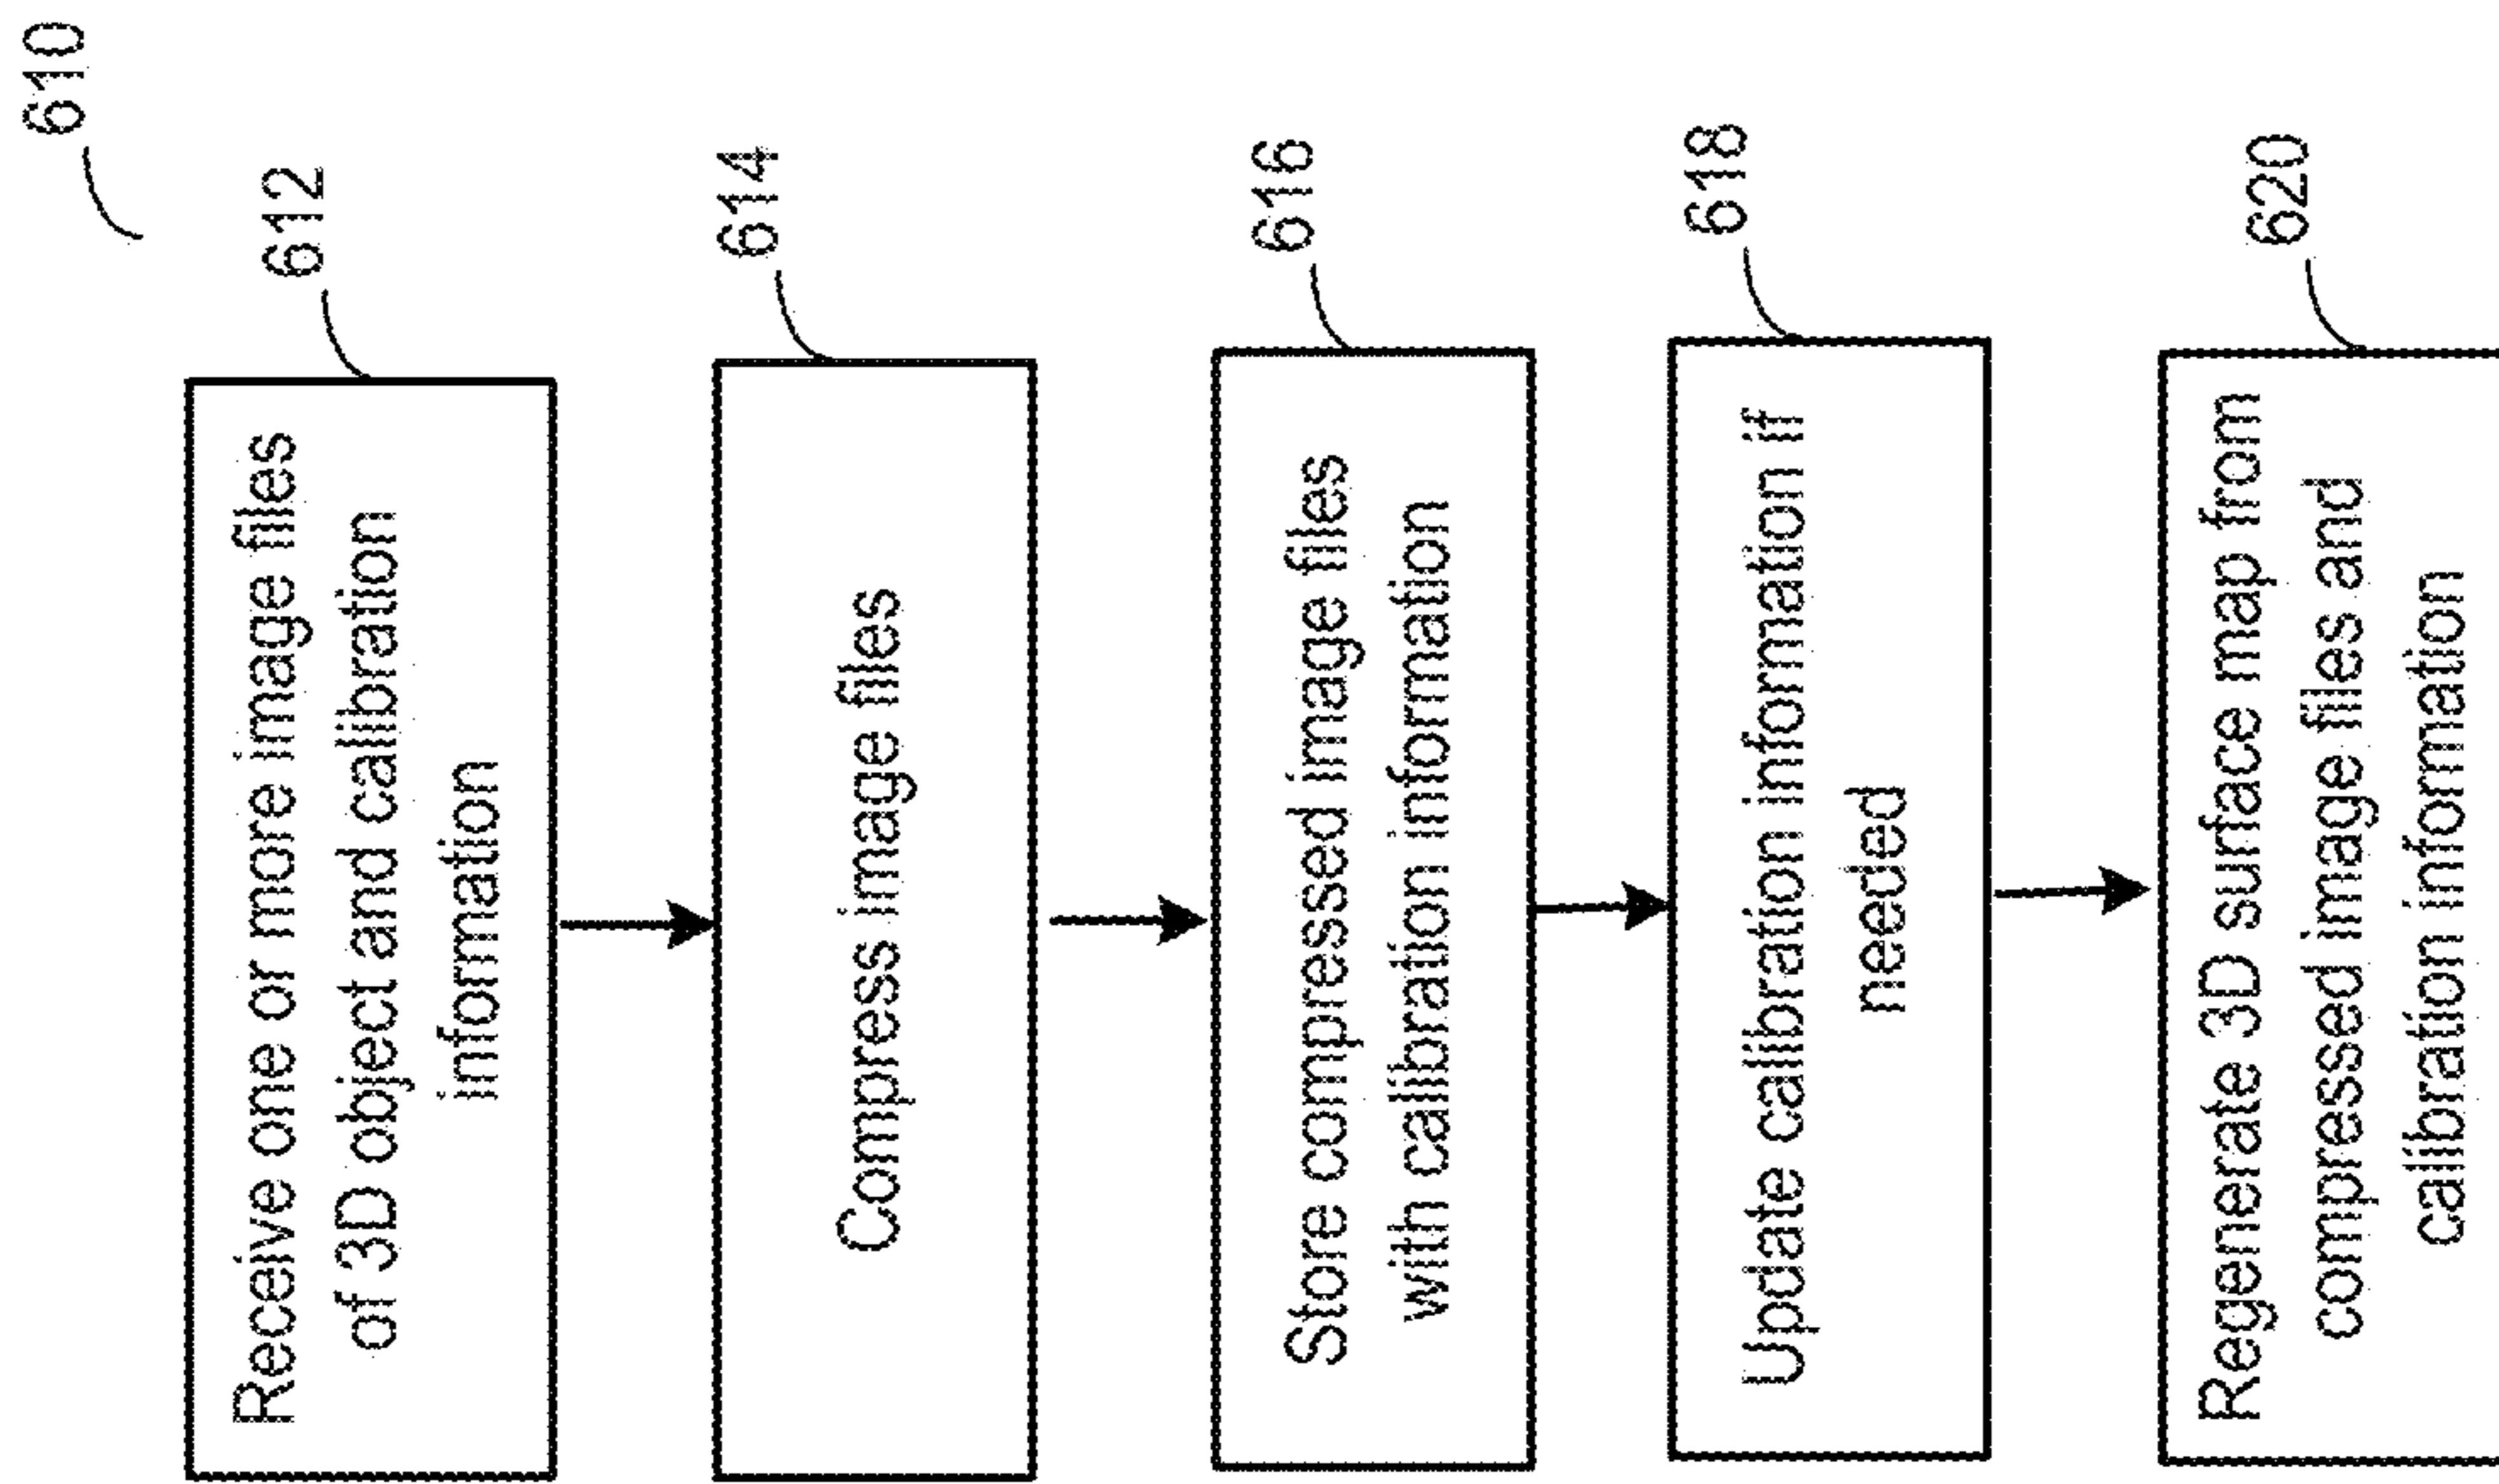 610
612
Receive one or more image files
of 3D object and calibration
information
614
Compress image files
616
Store compressed image files
with calibration information
618
Update calibration information if
needed
620
Regenerate 3D surface map from
compressed image files and
calibration information